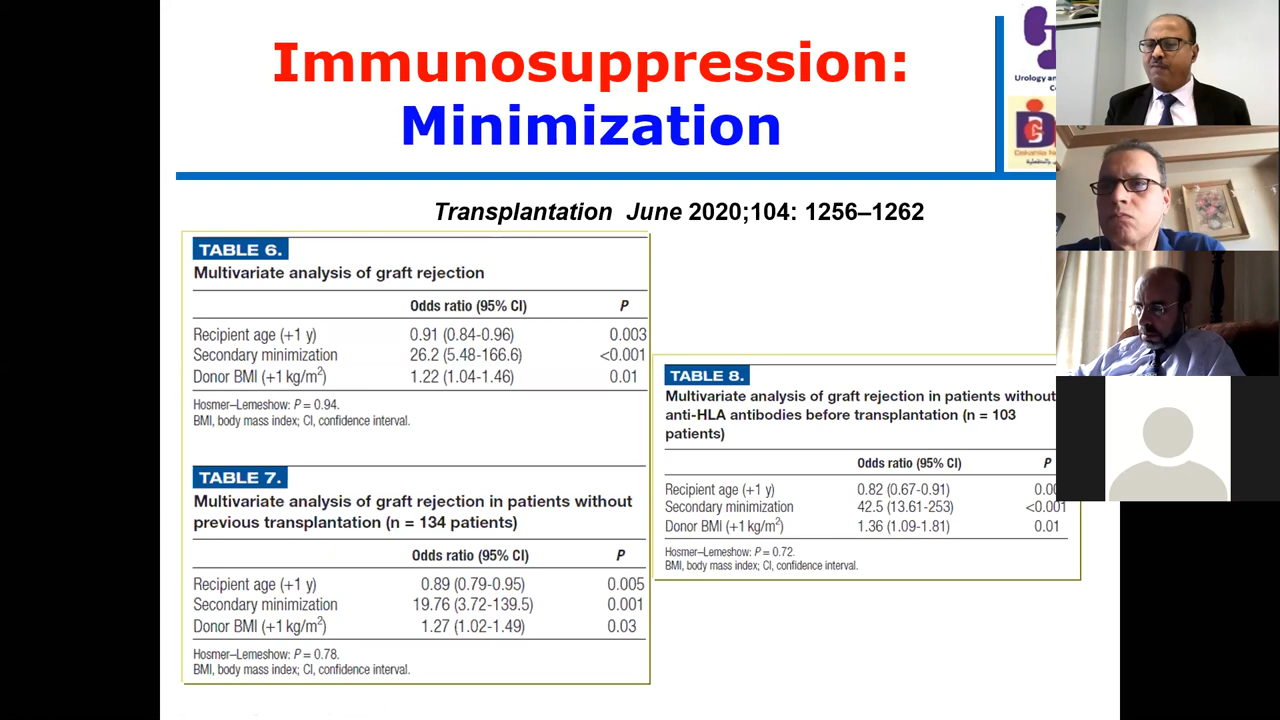 Immunosuppression:
Minimization
Urology and
Transplantation June 2020;104: 1256–1262
TABLE 6.
Multivariate analysis of graft rejection
Odds ratio (95% CI) P
Recipient age (+1 y) 0.91 (0.84-0.96) 0.003
Secondary minimization 26.2 (5.48-166.6) <0.001
Donor BMI (+1 kg/m²) 1.22 (1.04-1.46) 0.01
Hosmer–Lemeshow: P = 0.94.
BMI, body mass index; CI, confidence interval.
TABLE 7.
Multivariate analysis of graft rejection in patients without
previous transplantation (n = 134 patients)
Odds ratio (95% CI) P
Recipient age (+1 y) 0.89 (0.79-0.95) 0.005
Secondary minimization 19.76 (3.72-139.5) 0.001
Donor BMI (+1 kg/m²) 1.27 (1.02-1.49) 0.03
Hosmer–Lemeshow: P = 0.78.
BMI, body mass index; CI, confidence interval.
TABLE 8.
Multivariate analysis of graft rejection in patients without
anti-HLA antibodies before transplantation (n = 103
patients)
Odds ratio (95% CI) P
Recipient age (+1 y) 0.82 (0.67-0.91)
Secondary minimization 42.5 (13.61-253) <0.001
Donor BMI (+1 kg/m²) 1.36 (1.09-1.81) 0.01
Hosmer–Lemeshow: P = 0.72.
BMI, body mass index; CI, confidence interval.